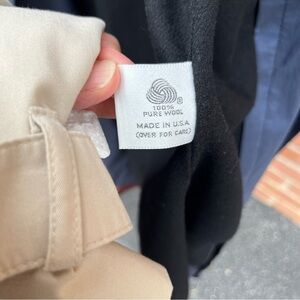 ®
100%
PURE WOOL
MADE IN U.S.A.
(OVER FOR CARE)